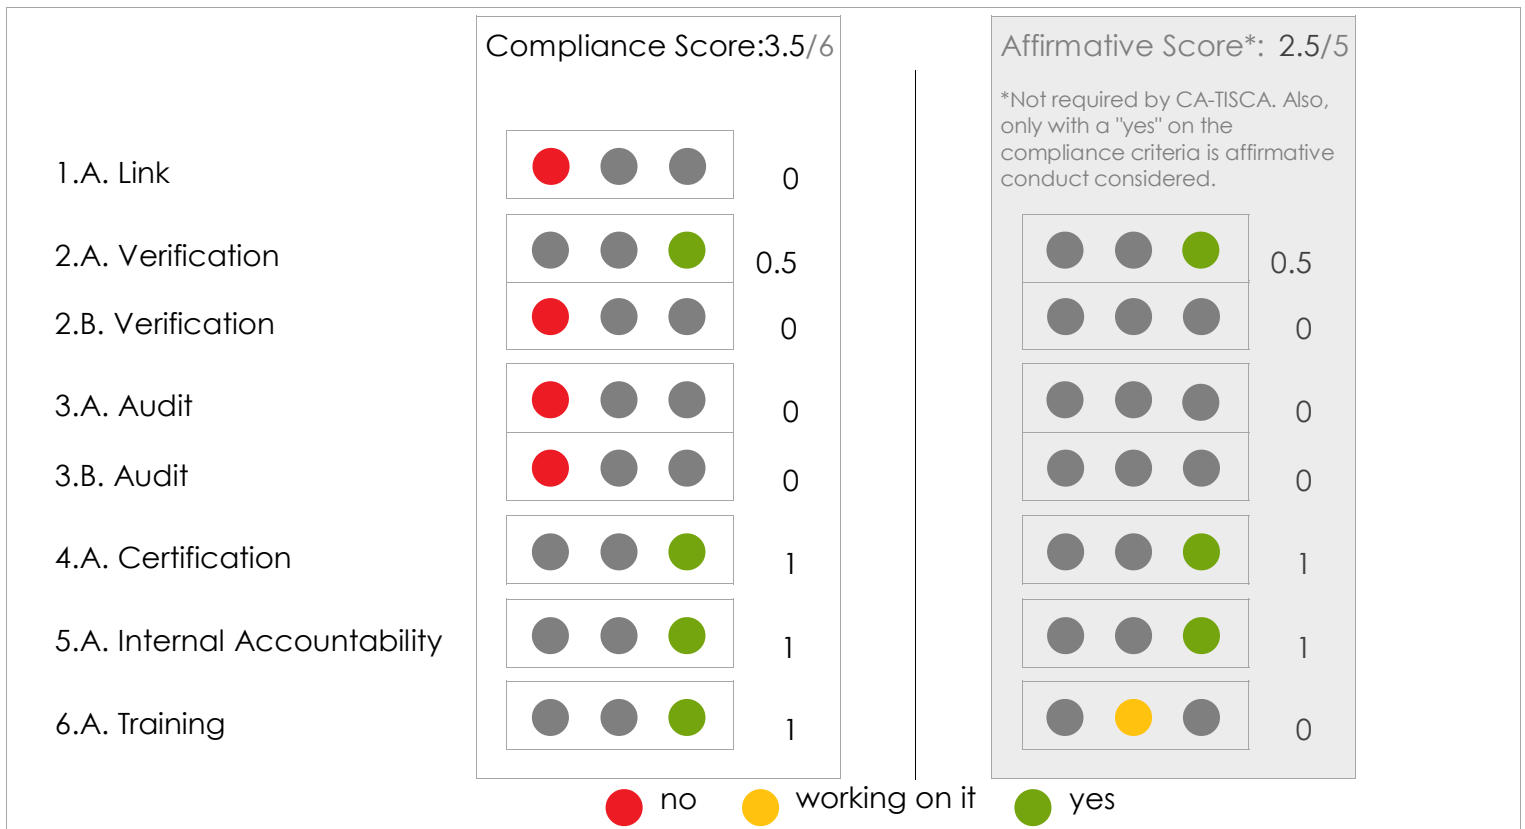 Compliance Score:3.5/6
Affirmative Score*: 2.5/5
*Not required by CA-TISCA. Also,
only with a "yes" on the
compliance criteria is affirmative
conduct considered.
1.A. Link 0
2.A. Verification 0.5 0.5
2.B. Verification 0 0
3.A. Audit 0 0
3.B. Audit 0 0
4.A. Certification 1 1
5.A. Internal Accountability 1 1
6.A. Training 1 0
no working on it yes